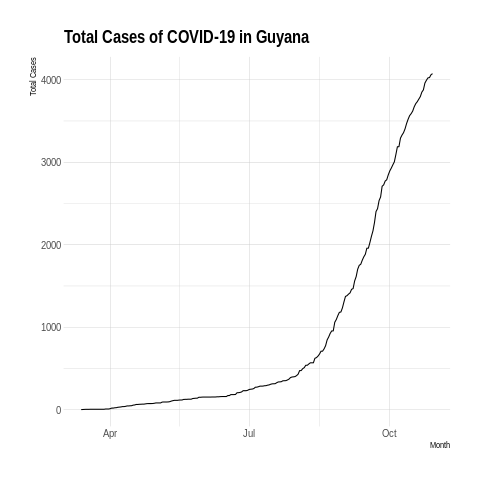 Total Cases of COVID-19 in Guyana
Total Cases
4000
3000
2000
1000
0
Apr
Jul
Oct
Month